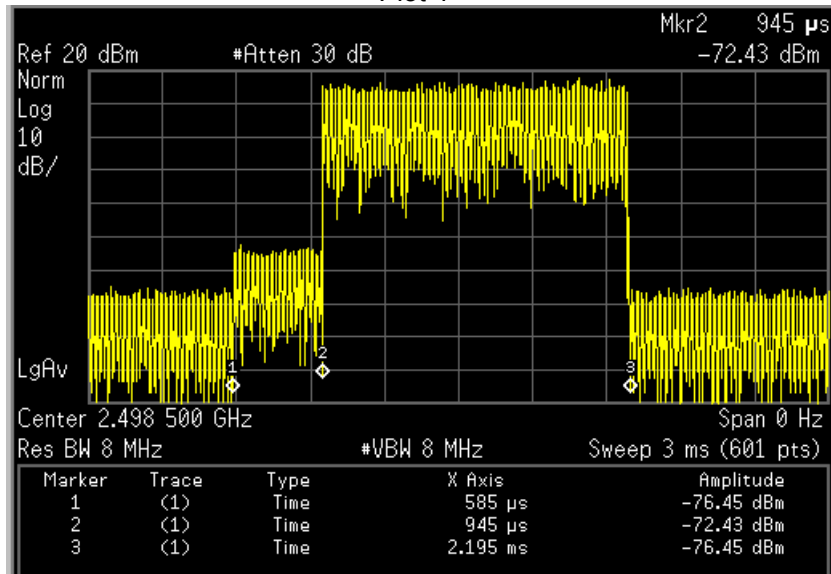 Mkr2 945 µs
Ref 20 dBm #Atten 30 dB -72.43 dBm
Norm
Log
10
dB/
1
2
3
LgAv
Center 2.498 500 GHz Span 0 Hz
Res BW 8 MHz #VBW 8 MHz Sweep 3 ms (601 pts)
Marker Trace Type X Axis Amplitude
1 (1) Time 585 µs -76.45 dBm
2 (1) Time 945 µs -72.43 dBm
3 (1) Time 2.195 ms -76.45 dBm